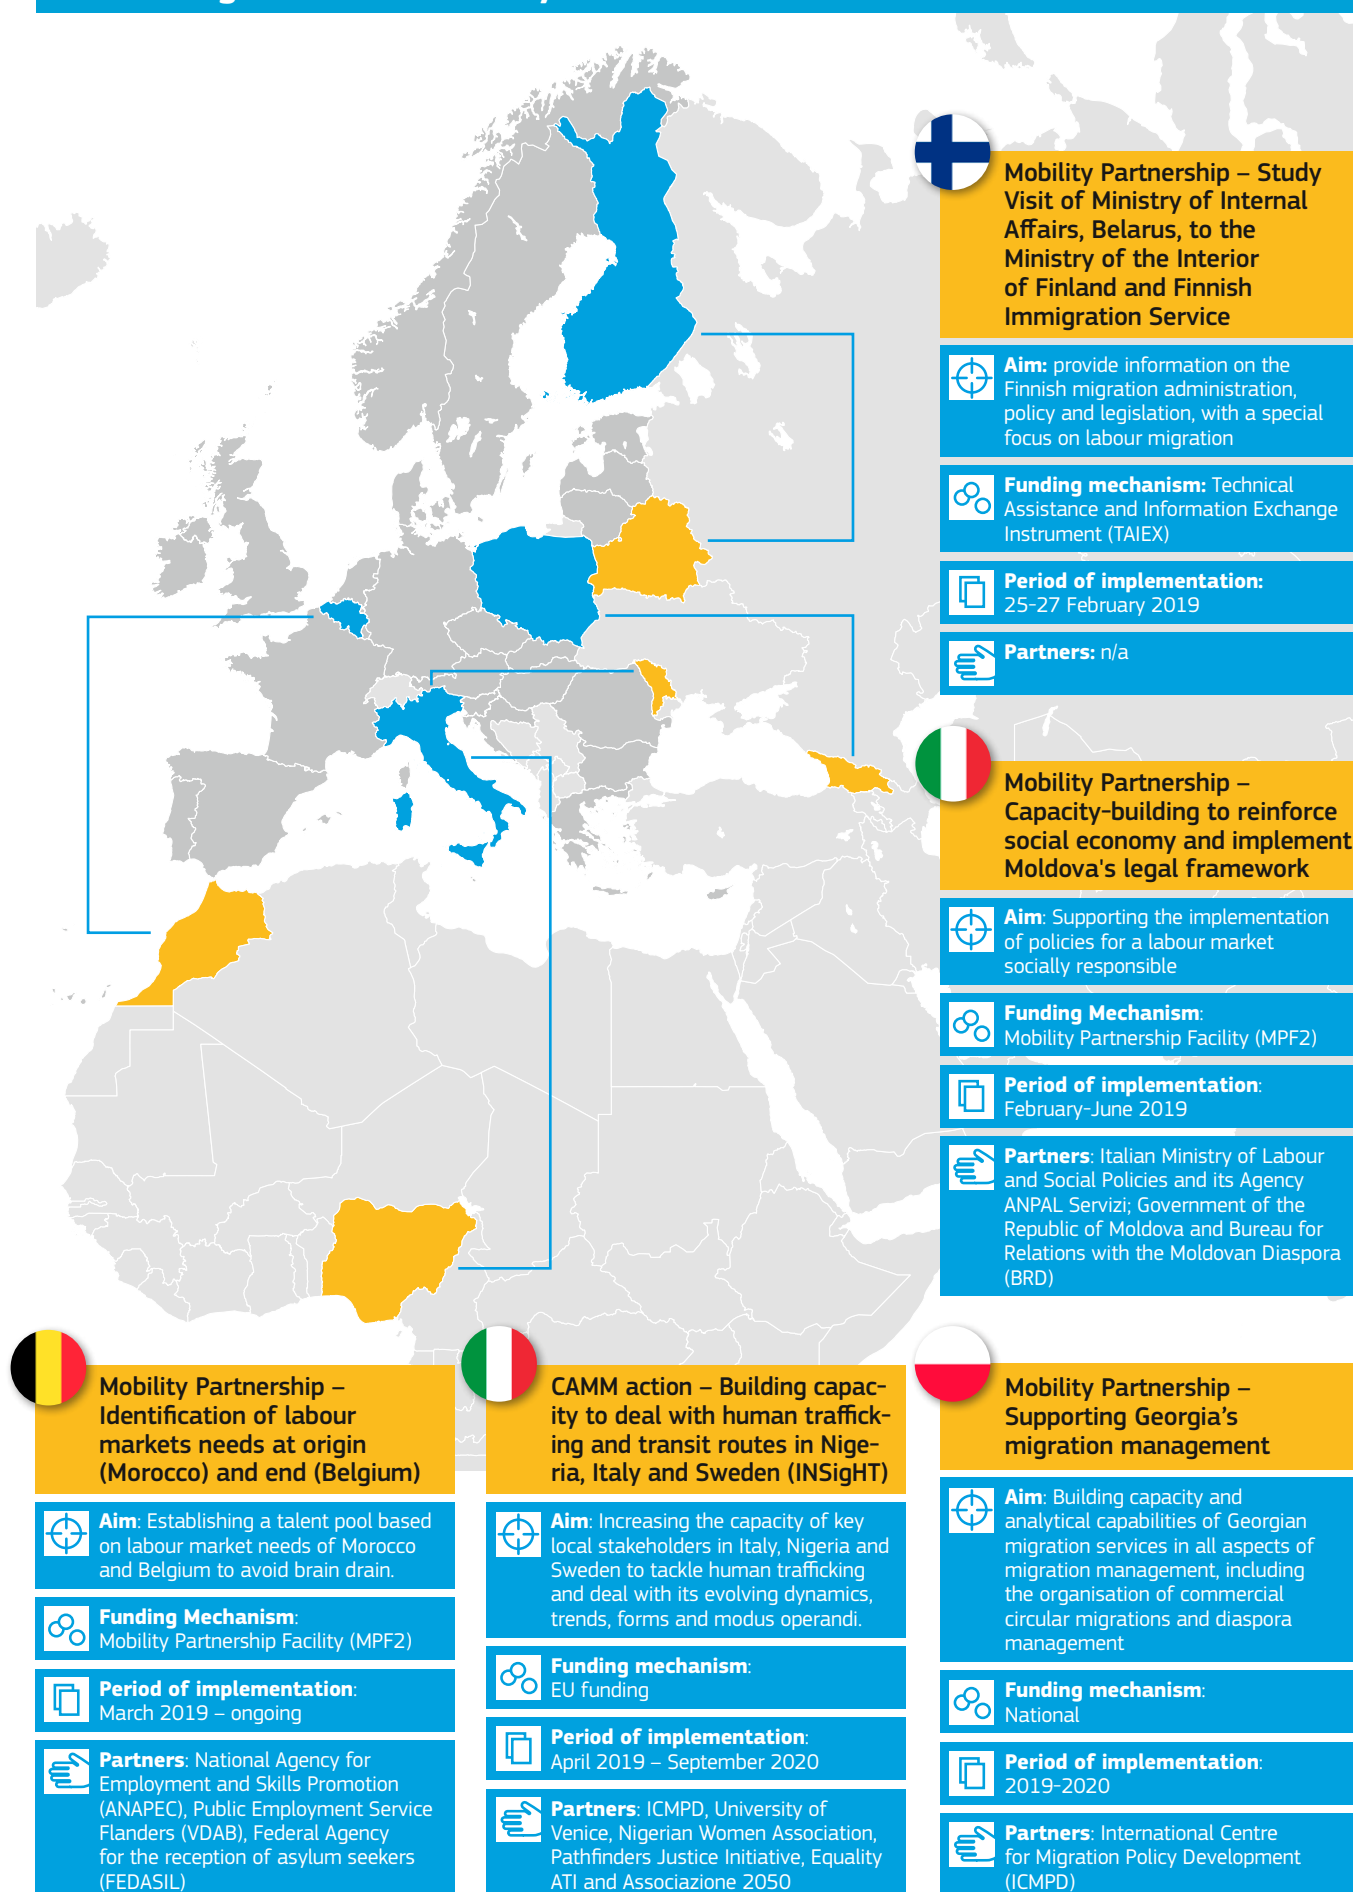 Mobility Partnership – Study
Visit of Ministry of Internal
Affairs, Belarus, to the
Ministry of the Interior
of Finland and Finnish
Immigration Service
Aim: provide information on the
Finnish migration administration,
policy and legislation, with a special
focus on labour migration
Funding mechanism: Technical
Assistance and Information Exchange
Instrument (TAIEX)
Period of implementation:
25-27 February 2019
Partners: n/a
Mobility Partnership –
Capacity-building to reinforce
social economy and implement
Moldova's legal framework
Aim: Supporting the implementation
of policies for a labour market
socially responsible
Funding Mechanism:
Mobility Partnership Facility (MPF2)
Period of implementation:
February-June 2019
Partners: Italian Ministry of Labour
and Social Policies and its Agency
ANPAL Servizi; Government of the
Republic of Moldova and Bureau for
Relations with the Moldovan Diaspora
(BRD)
Mobility Partnership –
Identification of labour
markets needs at origin
(Morocco) and end (Belgium)
Aim: Establishing a talent pool based
on labour market needs of Morocco
and Belgium to avoid brain drain.
Funding Mechanism:
Mobility Partnership Facility (MPF2)
Period of implementation:
March 2019 – ongoing
Partners: National Agency for
Employment and Skills Promotion
(ANAPEC), Public Employment Service
Flanders (VDAB), Federal Agency
for the reception of asylum seekers
(FEDASIL)
CAMM action – Building capac-
ity to deal with human traffick-
ing and transit routes in Nige-
ria, Italy and Sweden (INSigHT)
Aim: Increasing the capacity of key
local stakeholders in Italy, Nigeria and
Sweden to tackle human trafficking
and deal with its evolving dynamics,
trends, forms and modus operandi.
Funding mechanism:
EU funding
Period of implementation:
April 2019 – September 2020
Partners: ICMPD, University of
Venice, Nigerian Women Association,
Pathfinders Justice Initiative, Equality
ATI and Associazione 2050
Mobility Partnership –
Supporting Georgia’s
migration management
Aim: Building capacity and
analytical capabilities of Georgian
migration services in all aspects of
migration management, including
the organisation of commercial
circular migrations and diaspora
management
Funding mechanism:
National
Period of implementation:
2019-2020
Partners: International Centre
for Migration Policy Development
(ICMPD)